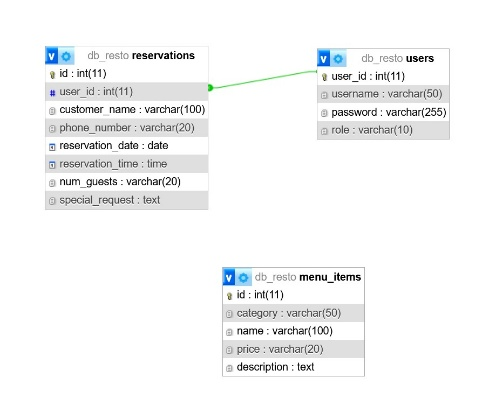 v db_resto reservations
id : int(11)
# user_id : int(11)
customer_name : varchar(100)
phone_number : varchar(20)
reservation_date : date
reservation_time : time
num_guests : varchar(20)
special_request : text
v db_resto users
user_id : int(11)
username : varchar(50)
password : varchar(255)
role : varchar(10)
v db_resto menu_items
id : int(11)
category : varchar(50)
name : varchar(100)
price : varchar(20)
description : text